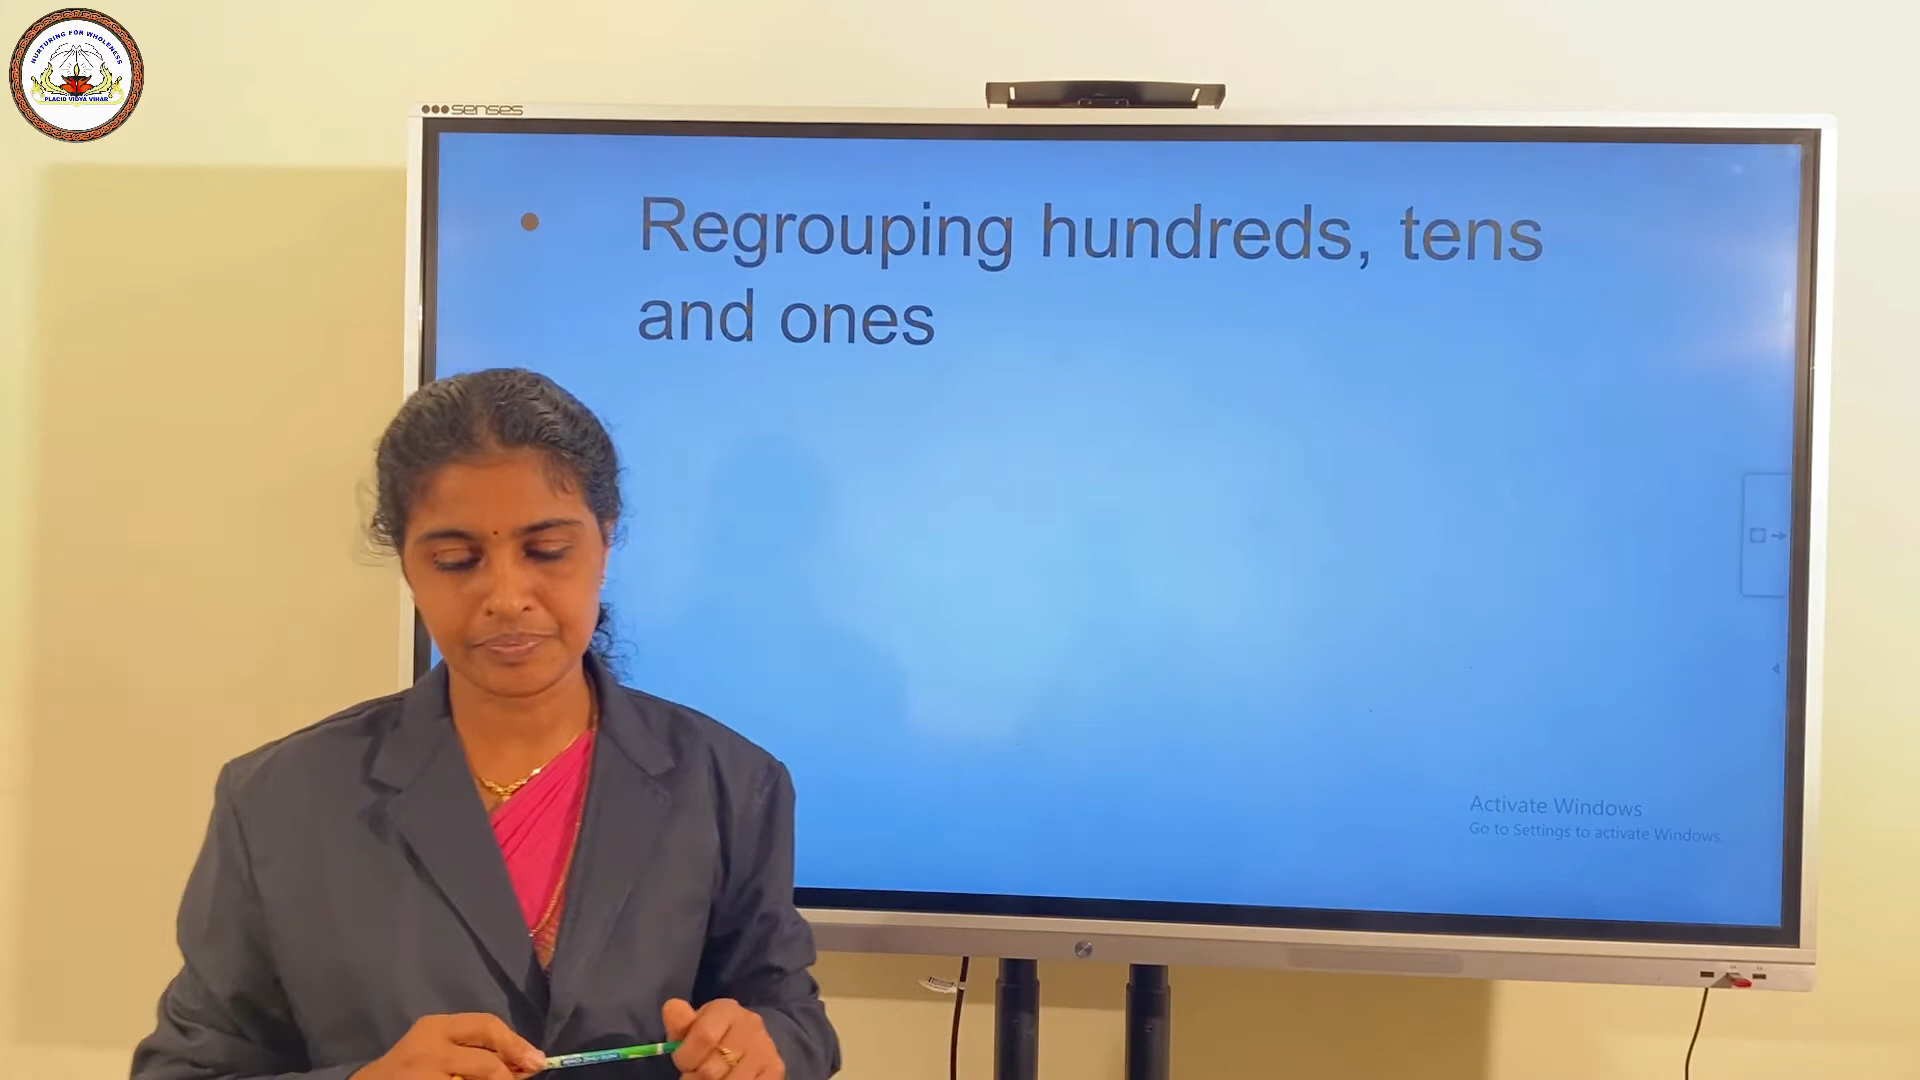 NURTURING FOR WHOLENESS
PLACID VIDYA VIHAR
senses
• Regrouping hundreds, tens
and ones
Activate Windows
Go to Settings to activate Windows